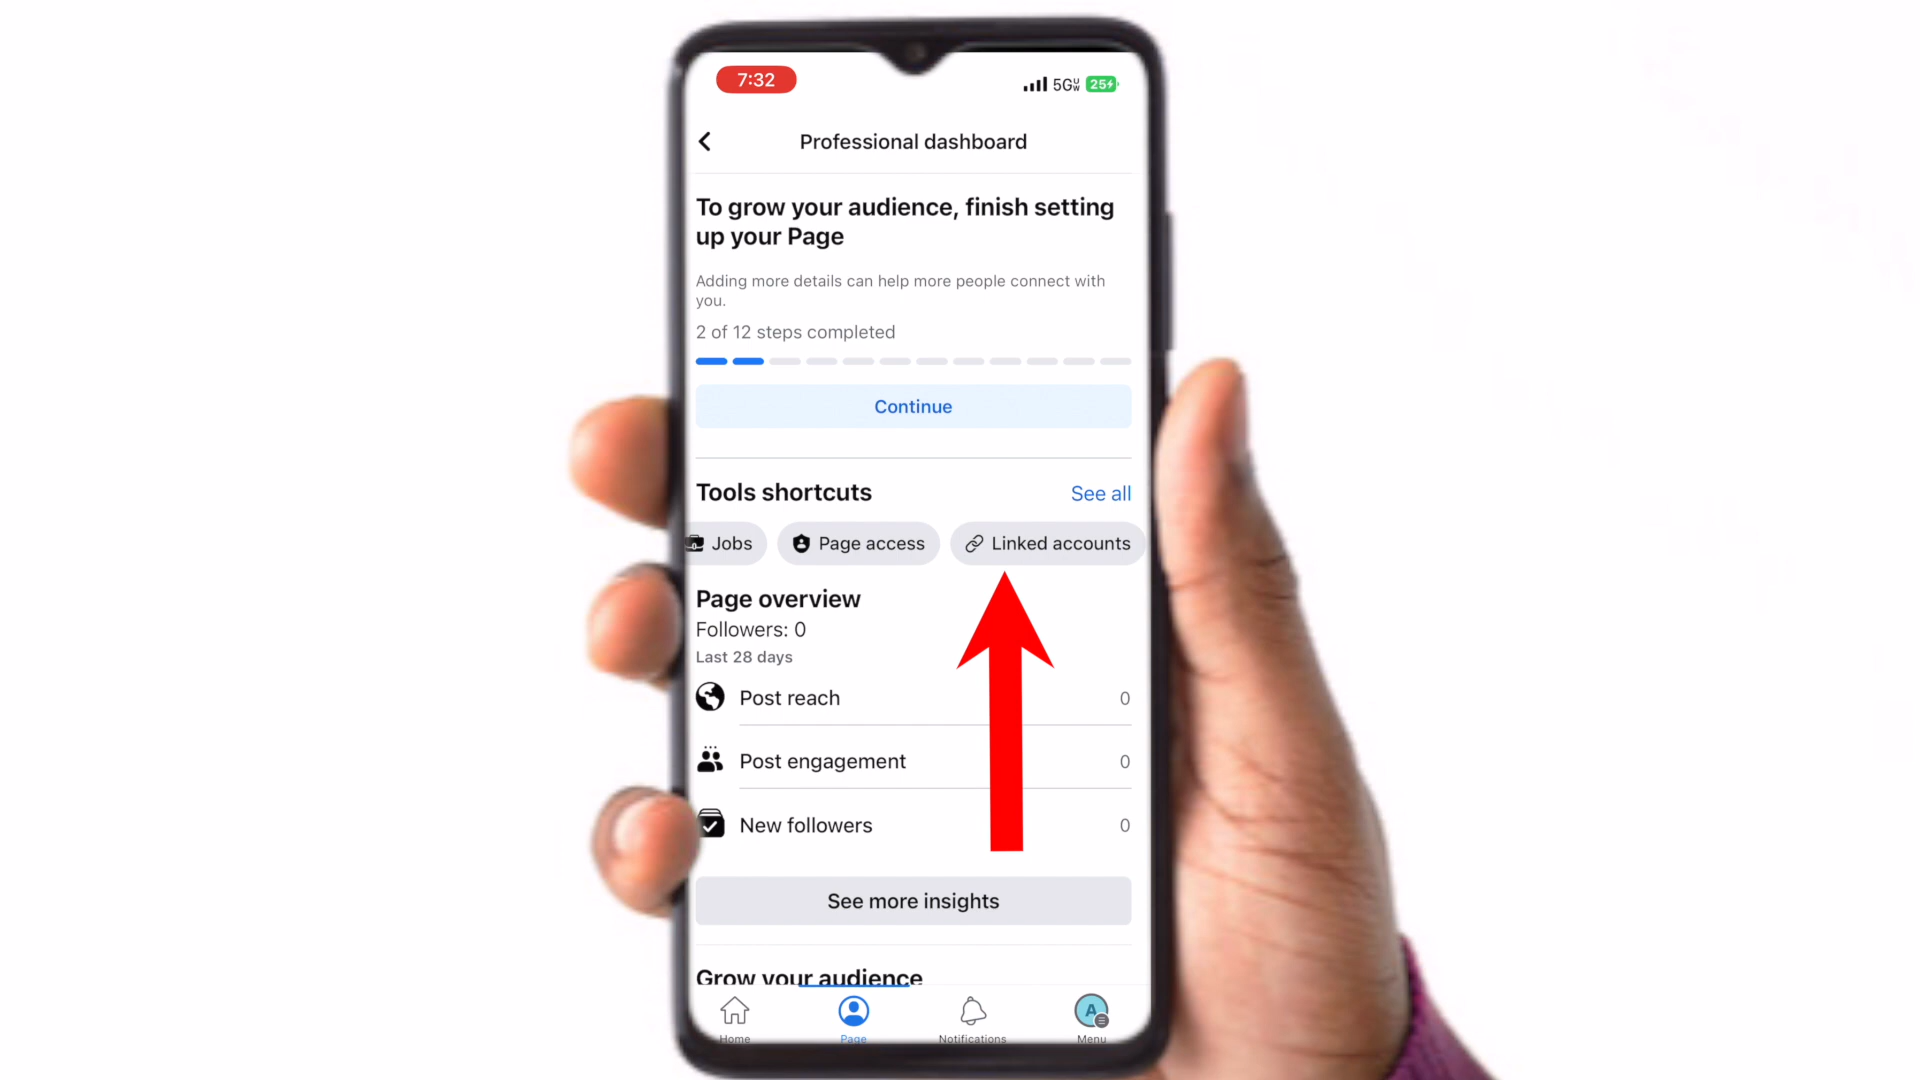 7:32
5G UW 25
Professional dashboard
To grow your audience, finish setting
up your Page
Adding more details can help more people connect with
you.
2 of 12 steps completed
Continue
Tools shortcuts
See all
Jobs
Page access
Linked accounts
Page overview
Followers: 0
Last 28 days
Post reach 0
Post engagement 0
New followers 0
See more insights
Grow your audience
A
Home
Page
Notifications
Menu